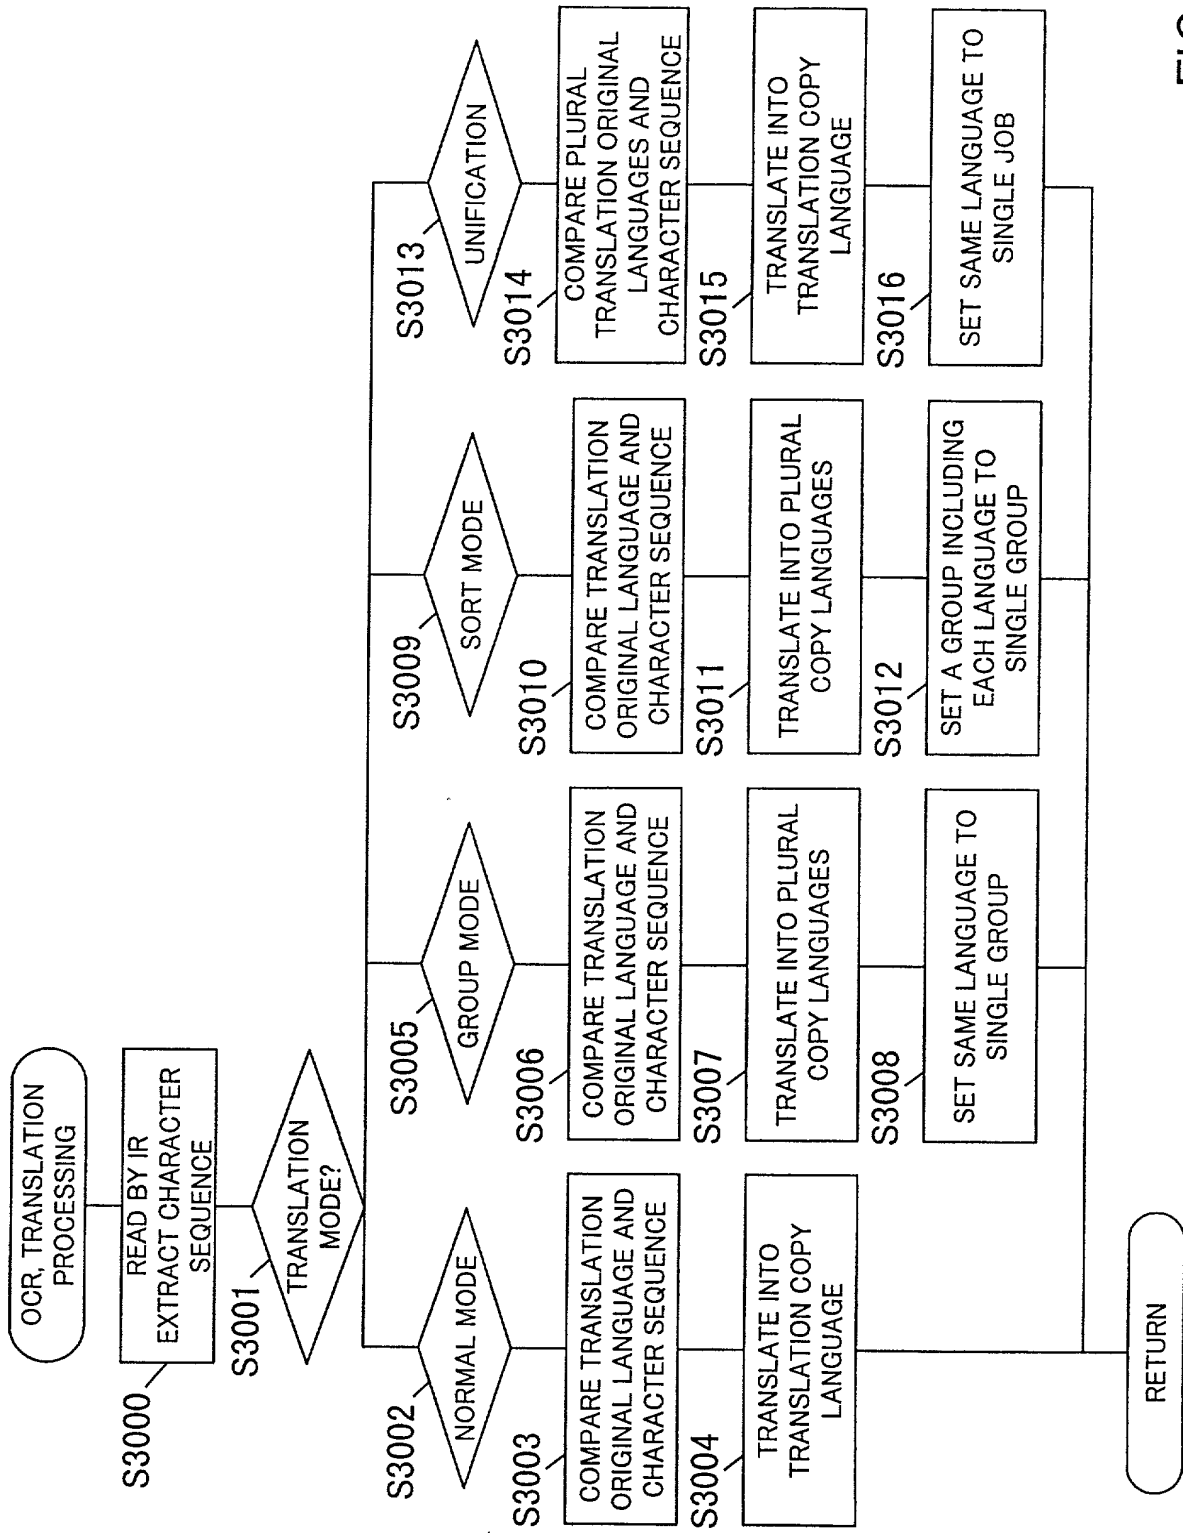 OCR, TRANSLATION
PROCESSING
S3000
READ BY IR
EXTRACT CHARACTER
SEQUENCE
S3001
TRANSLATION
MODE?
S3002
NORMAL MODE
S3003
COMPARE TRANSLATION
ORIGINAL LANGUAGE AND
CHARACTER SEQUENCE
S3004
TRANSLATE INTO
TRANSLATION COPY
LANGUAGE
S3005
GROUP MODE
S3006
COMPARE TRANSLATION
ORIGINAL LANGUAGE AND
CHARACTER SEQUENCE
S3007
TRANSLATE INTO PLURAL
COPY LANGUAGES
S3008
SET SAME LANGUAGE TO
SINGLE GROUP
S3009
SORT MODE
S3010
COMPARE TRANSLATION
ORIGINAL LANGUAGE AND
CHARACTER SEQUENCE
S3011
TRANSLATE INTO PLURAL
COPY LANGUAGES
S3012
SET A GROUP INCLUDING
EACH LANGUAGE TO
SINGLE GROUP
S3013
UNIFICATION
S3014
COMPARE PLURAL
TRANSLATION ORIGINAL
LANGUAGES AND
CHARACTER SEQUENCE
S3015
TRANSLATE INTO
TRANSLATION COPY
LANGUAGE
S3016
SET SAME LANGUAGE TO
SINGLE JOB
RETURN